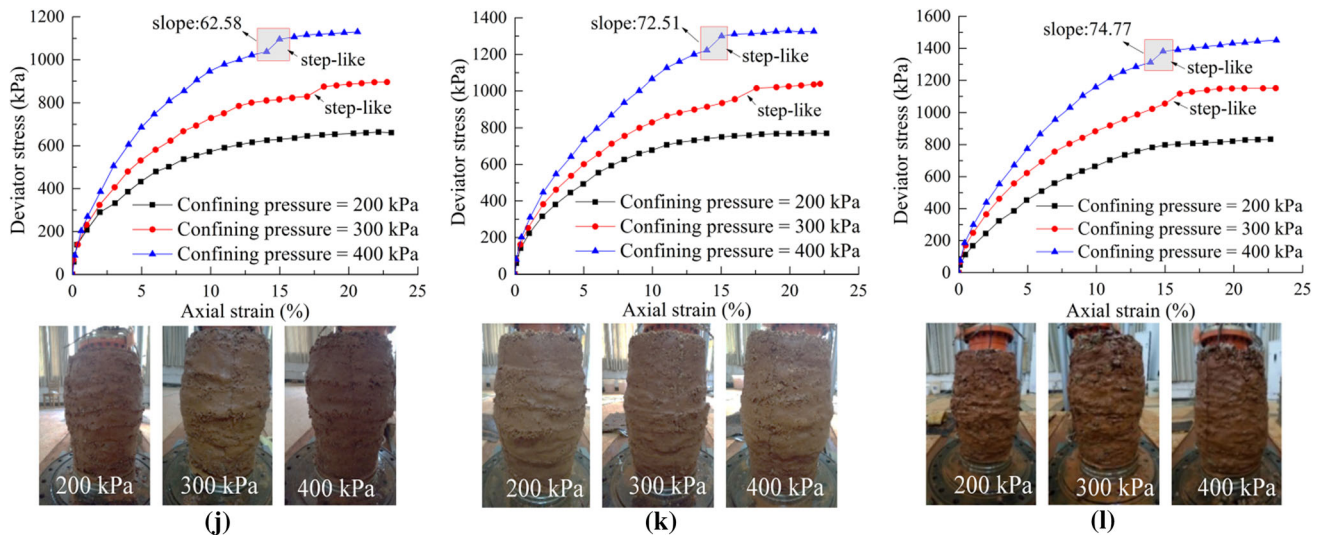 1200
1000
800
600
400
200
0
Deviator stress (kPa)
slope:62.58
step-like
step-like
Confining pressure = 200 kPa
Confining pressure = 300 kPa
Confining pressure = 400 kPa
0 5 10 15 20 25
Axial strain (%)
200 kPa 300 kPa 400 kPa
(j)
1400
1200
1000
800
600
400
200
0
Deviator stress (kPa)
slope:72.51
step-like
step-like
Confining pressure = 200 kPa
Confining pressure = 300 kPa
Confining pressure = 400 kPa
0 5 10 15 20 25
Axial strain (%)
200 kPa 300 kPa 400 kPa
(k)
1600
1400
1200
1000
800
600
400
200
0
Deviator stress (kPa)
slope:74.77
step-like
step-like
Confining pressure = 200 kPa
Confining pressure = 300 kPa
Confining pressure = 400 kPa
0 5 10 15 20 25
Axial strain (%)
200 kPa 300 kPa 400 kPa
(l)